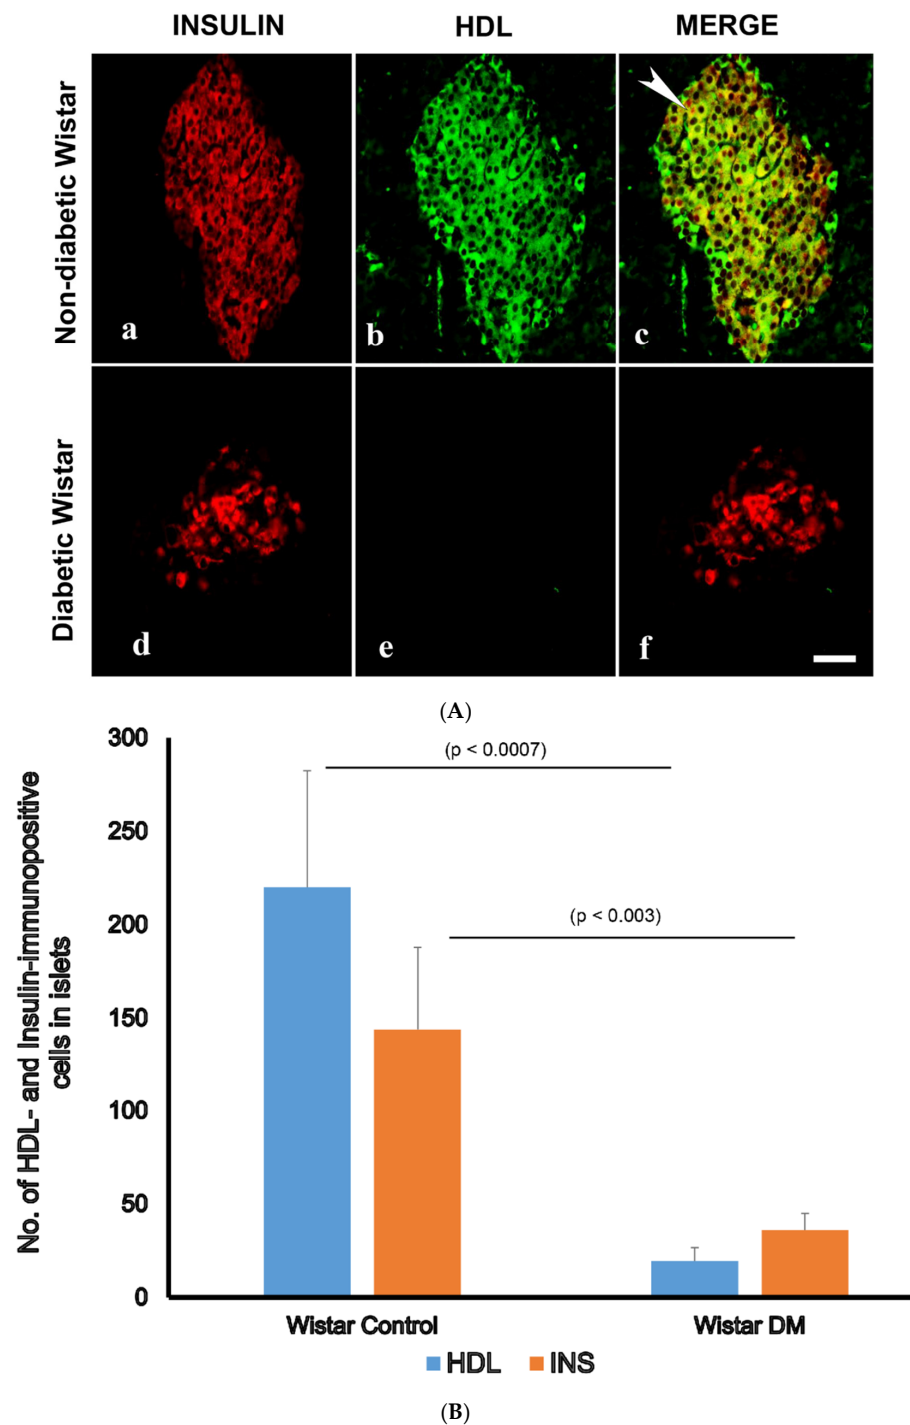 INSULIN HDL MERGE
Non-diabetic Wistar
a b c
Diabetic Wistar
d e f
(A)
No. of HDL- and Insulin-immunopositive
cells in islets
300
250
200
150
100
50
0
(p < 0.0007)
(p < 0.003)
Wistar Control Wistar DM
HDL INS
(B)